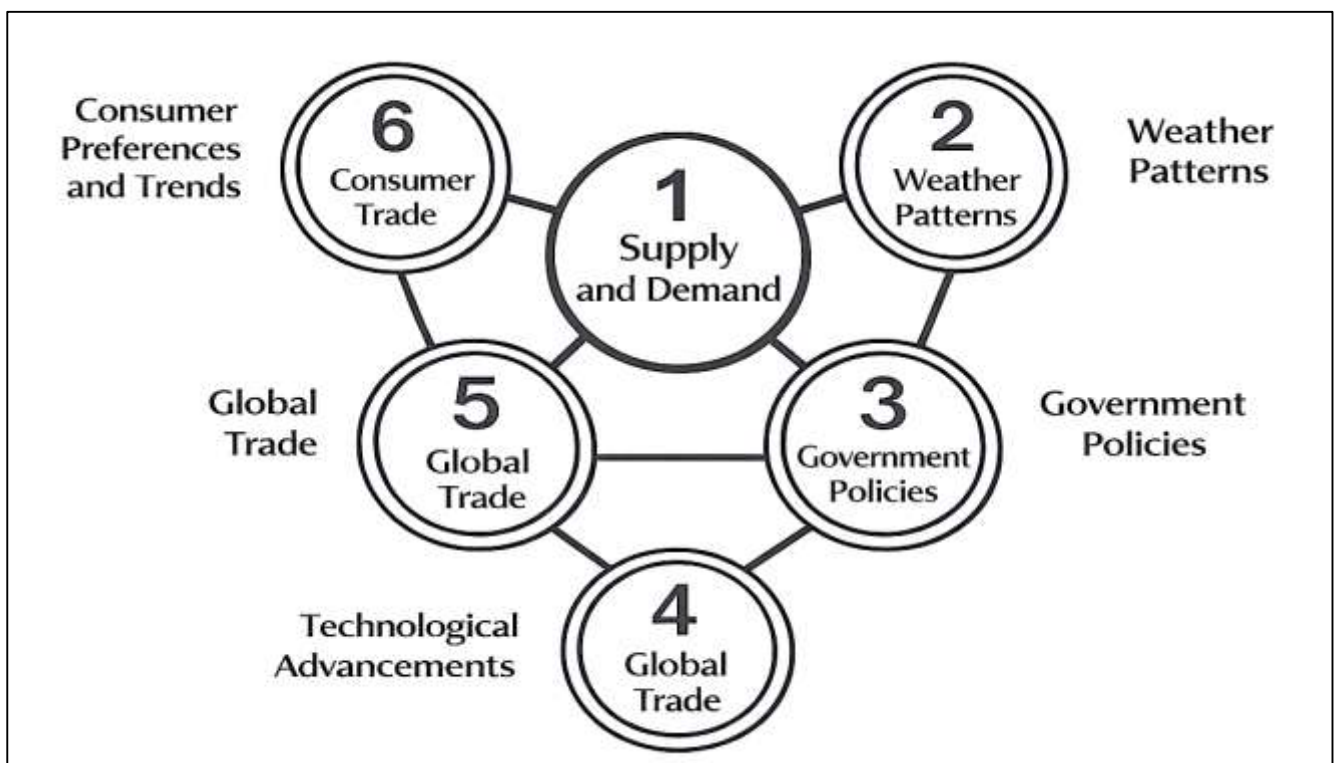 Consumer
Preferences
and Trends
6
Consumer
Trade
1
Supply
and Demand
2
Weather
Patterns
Weather
Patterns
Global
Trade
5
Global
Trade
3
Government
Policies
Government
Policies
Technological
Advancements
4
Global
Trade